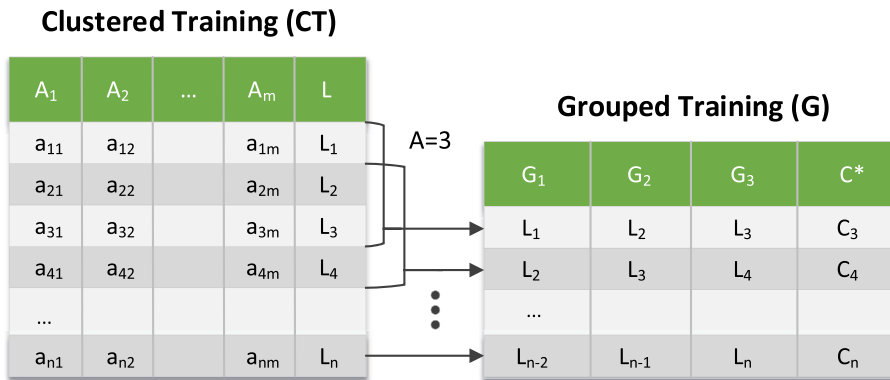 Clustered Training (CT)
A₁ A₂ ... Aₘ L
a₁₁ a₁₂ a₁ₘ L₁
a₂₁ a₂₂ a₂ₘ L₂
a₃₁ a₃₂ a₃ₘ L₃
a₄₁ a₄₂ a₄ₘ L₄
...
aₙ₁ aₙ₂ aₙₘ Lₙ
A=3
Grouped Training (G)
G₁ G₂ G₃ C*
L₁ L₂ L₃ C₃
L₂ L₃ L₄ C₄
...
Lₙ₋₂ Lₙ₋₁ Lₙ Cₙ